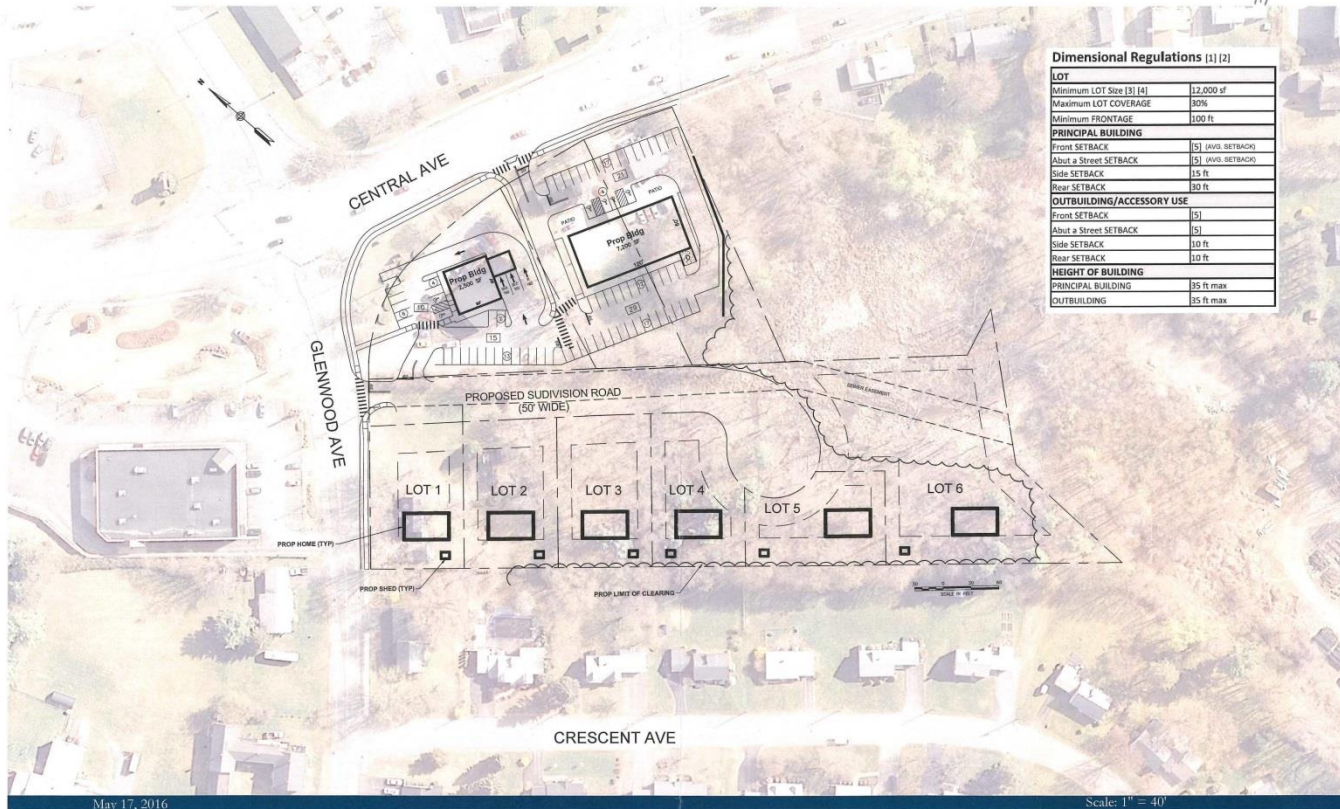 Dimensional Regulations [1] [2]
LOT
Minimum LOT Size [3] [4] 12,000 sf
Maximum LOT COVERAGE 30%
Minimum FRONTAGE 100 ft
PRINCIPAL BUILDING
Front SETBACK [5] (AVG. SETBACK)
Abut a Street SETBACK [5] (AVG. SETBACK)
Side SETBACK 15 ft
Rear SETBACK 30 ft
OUTBUILDING/ACCESSORY USE
Front SETBACK [5]
Abut a Street SETBACK [5]
Side SETBACK 10 ft
Rear SETBACK 10 ft
HEIGHT OF BUILDING
PRINCIPAL BUILDING 35 ft max
OUTBUILDING 35 ft max
N
CENTRAL AVE
21
PATIO
PATIO
Prop Bldg
7,200 SF
120'
Prop Bldg
2,500 SF
15
29
GLENWOOD AVE
PROPOSED SUDIVISION ROAD
(50' WIDE)
SEWER EASEMENT
LOT 1
LOT 2
LOT 3
LOT 4
LOT 5
LOT 6
PROP HOME (TYP)
PROP SHED (TYP)
PROP LIMIT OF CLEARING
SCALE IN FEET
CRESCENT AVE
May 17, 2016
Scale: 1" = 40'